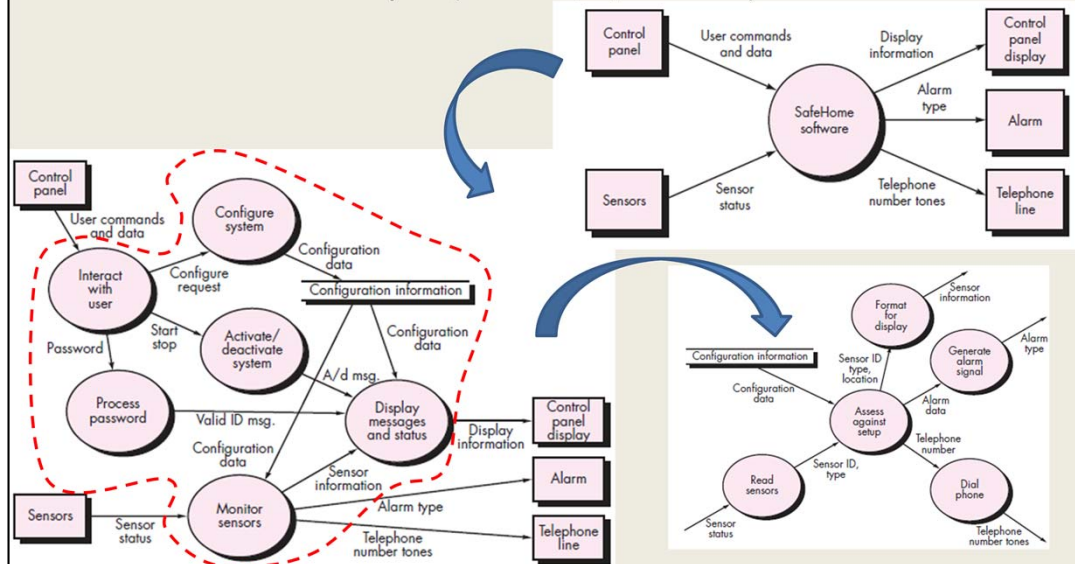 Control
panel
User commands
and data
Display
information
Control
panel
display
SafeHome
software
Alarm
type
Alarm
Sensors
Sensor
status
Telephone
number tones
Telephone
line
Control
panel
User commands
and data
Configure
system
Configuration
data
Interact
with
user
Configure
request
Configuration information
Start
stop
Activate/
deactivate
system
Configuration
data
Password
A/d msg.
Process
password
Valid ID msg.
Display
messages
and status
Display
information
Control
panel
display
Configuration
data
Sensor
information
Alarm
Sensors
Sensor
status
Monitor
sensors
Alarm type
Telephone
number tones
Telephone
line
Sensor
information
Format
for
display
Configuration information
Sensor ID
type,
location
Generate
alarm
signal
Alarm
type
Configuration
data
Assess
against
setup
Alarm
data
Telephone
number
Sensor ID,
type
Read
sensors
Dial
phone
Sensor
status
Telephone
number tones